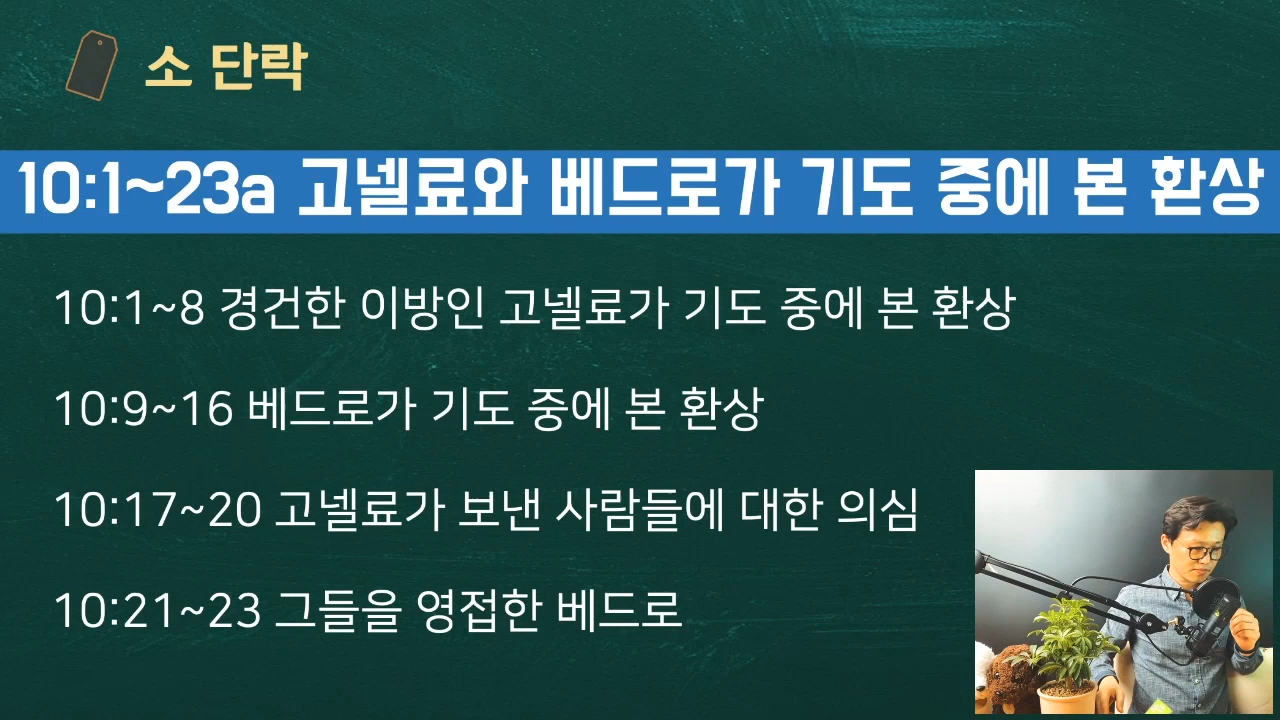 소 단락
10:1~23a 고넬료와 베드로가 기도 중에 본 환상
10:1~8 경건한 이방인 고넬료가 기도 중에 본 환상
10:9~16 베드로가 기도 중에 본 환상
10:17~20 고넬료가 보낸 사람들에 대한 의심
10:21~23 그들을 영접한 베드로